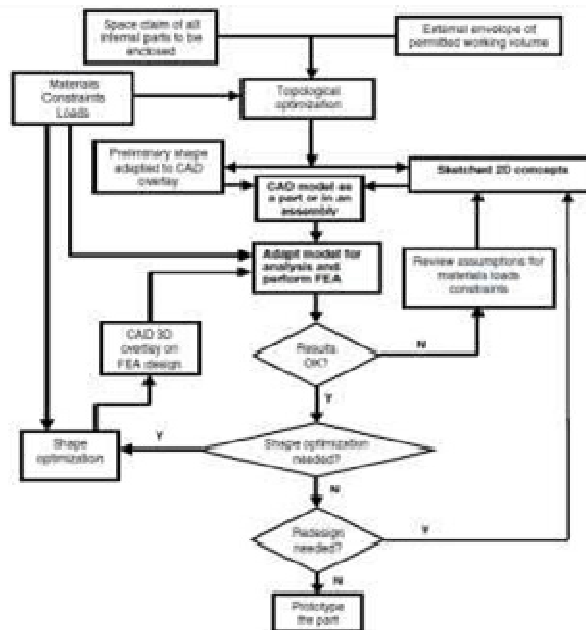 Space claim of all
internal parts to be
enclosed
External envelope of
permitted working volume
Materials
Constraints
Loads
Topological
optimization
Preliminary shape
adapted to CAD
overlay
Sketched 2D concepts
CAD model as
a part or in an
assembly
Adapt model for
analysis and
perform FEA
Review assumptions for
materials loads
constraints
CAD 3D
overlay on
FEA design
Results
OK?
N
Y
Shape
optimization
Y
Shape optimization
needed?
N
Redesign
needed?
Y
N
Prototype
the part